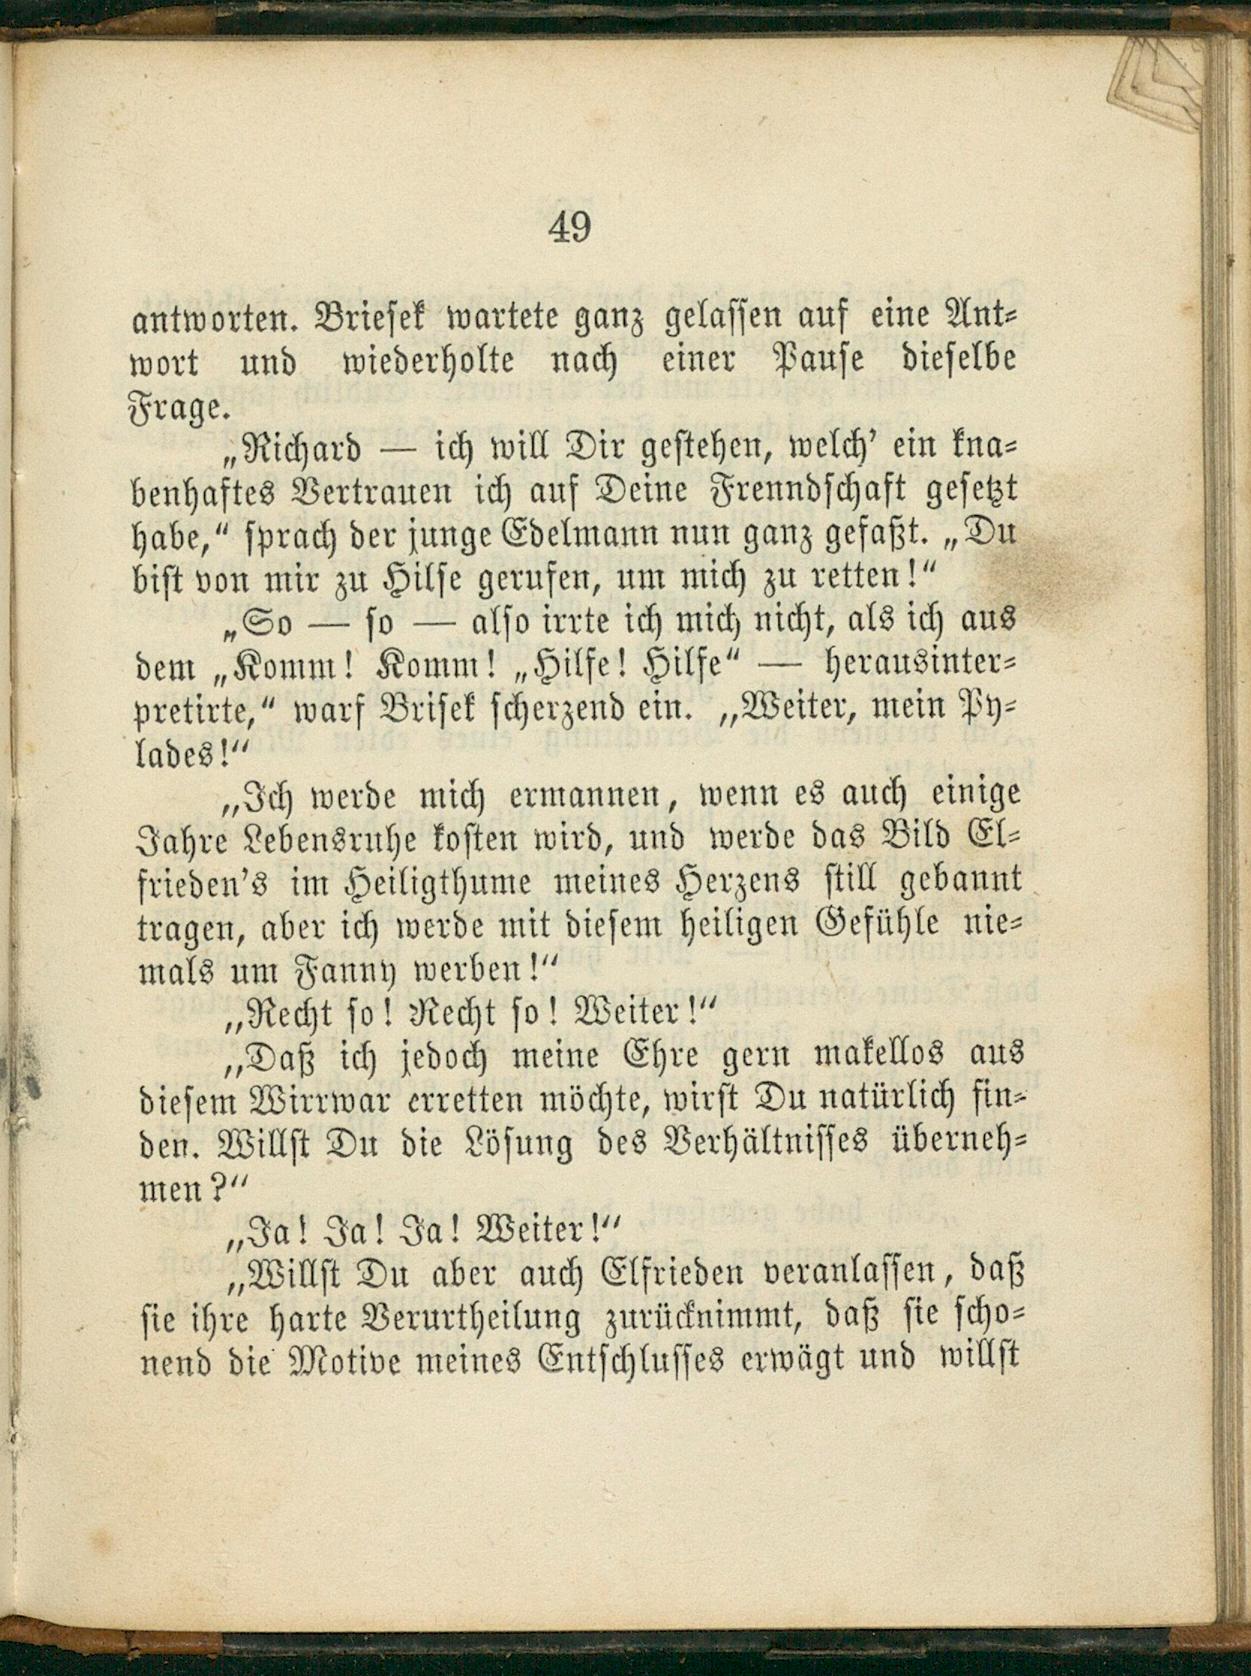 49
antworten. Briesek wartete ganz gelassen auf eine Ant-
wort und wiederholte nach einer Pause dieselbe
Frage.
„Richard — ich will Dir gestehen, welch' ein kna-
benhaftes Vertrauen ich auf Deine Frenndschaft gesetzt
habe,“ sprach der junge Edelmann nun ganz gefaßt. „Du
bist von mir zu Hilfe gerufen, um mich zu retten!“
„So — so — also irrte ich mich nicht, als ich aus
dem „Komm! Komm! „Hilfe! Hilfe“ — herausinter-
pretirte,“ warf Brisek scherzend ein. „Weiter, mein Py-
lades!“
„Ich werde mich ermannen, wenn es auch einige
Jahre Lebensruhe kosten wird, und werde das Bild El-
frieden's im Heiligthume meines Herzens still gebannt
tragen, aber ich werde mit diesem heiligen Gefühle nie-
mals um Fanny werben!“
„Recht so! Recht so! Weiter!“
„Daß ich jedoch meine Ehre gern makellos aus
diesem Wirrwar erretten möchte, wirst Du natürlich fin-
den. Willst Du die Lösung des Verhältnisses überneh-
men?“
„Ja! Ja! Ja! Weiter!“
„Willst Du aber auch Elfrieden veranlassen, daß
sie ihre harte Verurtheilung zurücknimmt, daß sie scho-
nend die Motive meines Entschlusses erwägt und willst